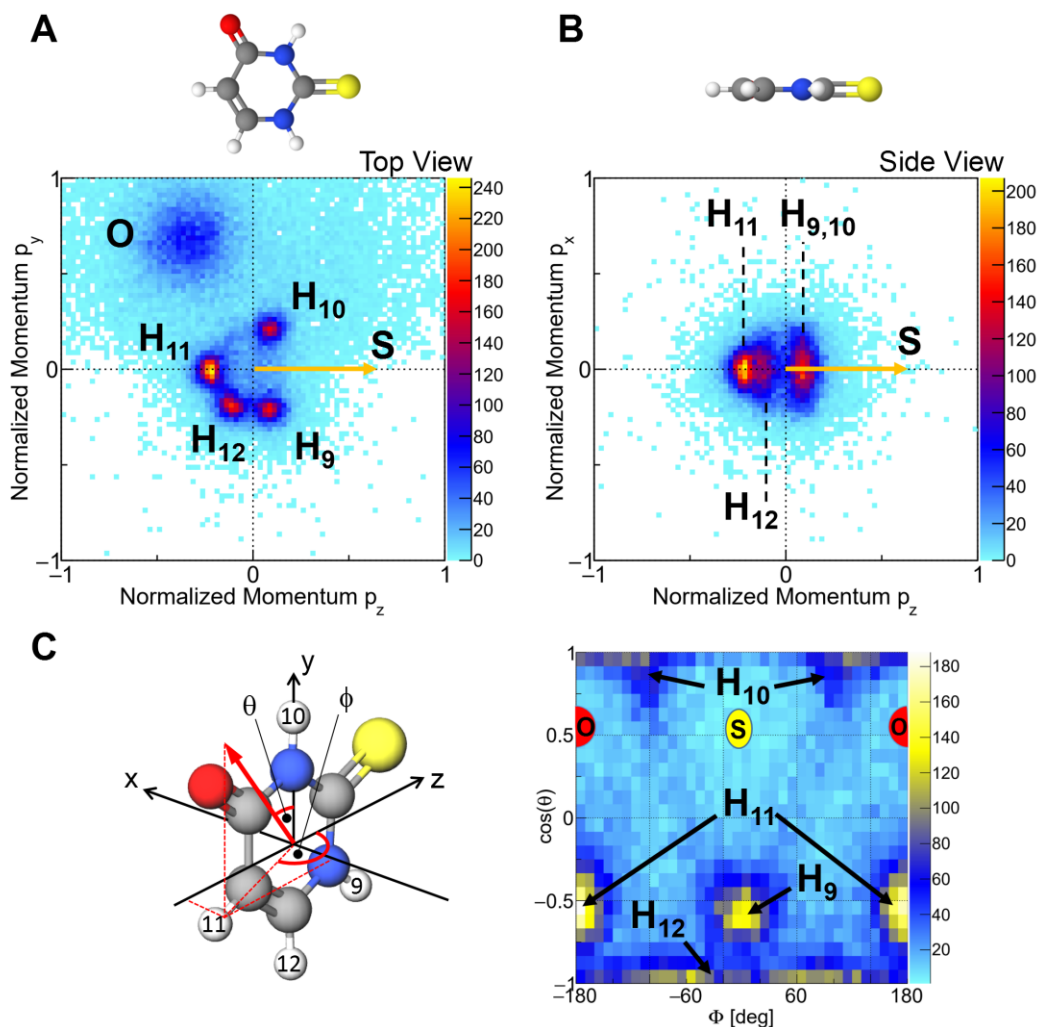 A
B
Top View
Side View
Normalized Momentum p_y
1
0
−1
O
H10
H11
S
H12
H9
240
220
200
180
160
140
120
100
80
60
40
20
0
−1
0
1
Normalized Momentum p_z
Normalized Momentum p_x
1
0
−1
H11
H9,10
S
H12
200
180
160
140
120
100
80
60
40
20
0
−1
0
1
Normalized Momentum p_z
C
y
θ
10
ϕ
x
z
9
11
12
cos(θ)
1
0.5
0
−0.5
−1
H10
O
S
O
H11
H9
H12
180
160
140
120
100
80
60
40
20
−180
−60
60
180
Φ [deg]